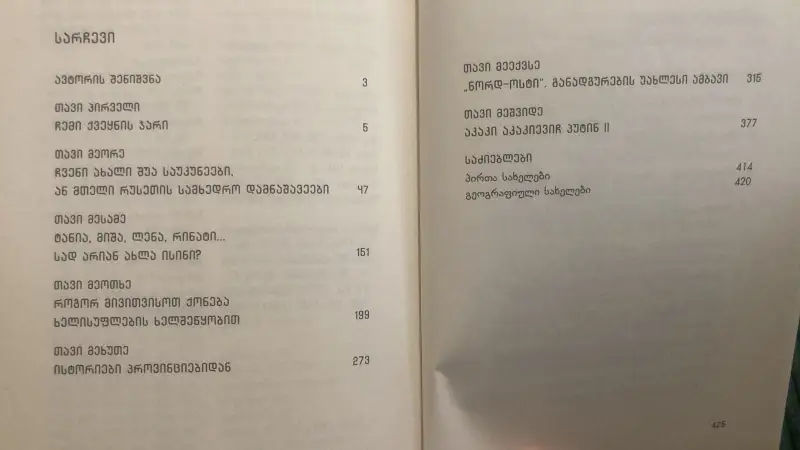 სარჩევი
ავტორის შენიშვნა 3
თავი პირველი
ჩემი ქვეყნის ჯარი 5
თავი მეორე
ჩვენი ახალი შუა საუკუნეები,
ან მთელი რუსეთის სამხედრო დამნაშავეები 47
თავი მესამე
ტანია, მიშა, ლენა, რინატი...
სად არიან ახლა ისინი? 151
თავი მეოთხე
როგორ მივითვისოთ ქონება
ხელისუფლების ხელშეწყობით 199
თავი მეხუთე
ისტორიები პროვინციებიდან 273
თავი მეექვსე
„ნორდ-ოსტი“. განადგურების უახლესი ამბავი 315
თავი მეშვიდე
აკაკი აკაკიევიჩ პუტინ II 377
საძიებლები
პირთა სახელები 414
გეოგრაფიული სახელები 420
425